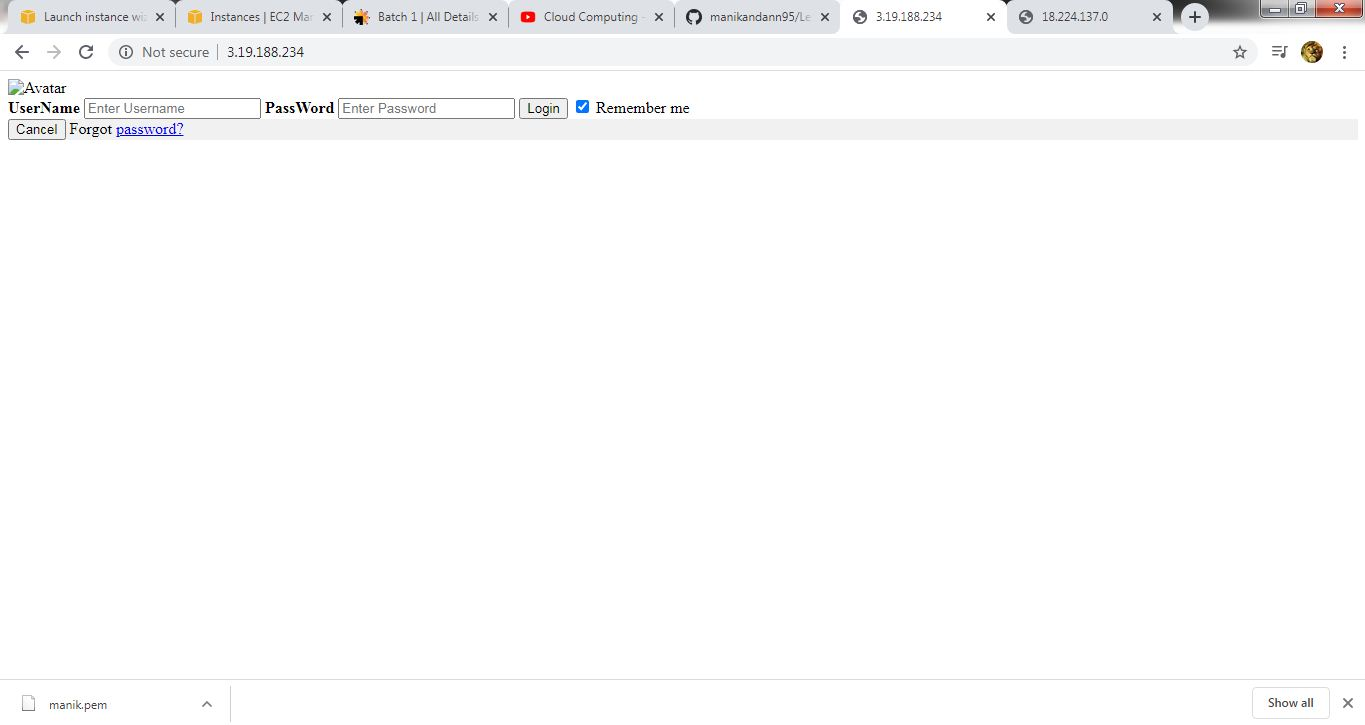 Launch instance wiz
Instances | EC2 Man
Batch 1 | All Details
Cloud Computing -
manikandann95/Le
3.19.188.234
18.224.137.0
Not secure
3.19.188.234
Avatar
UserName Enter Username PassWord Enter Password Login Remember me
Cancel Forgot password?
manik.pem
Show all